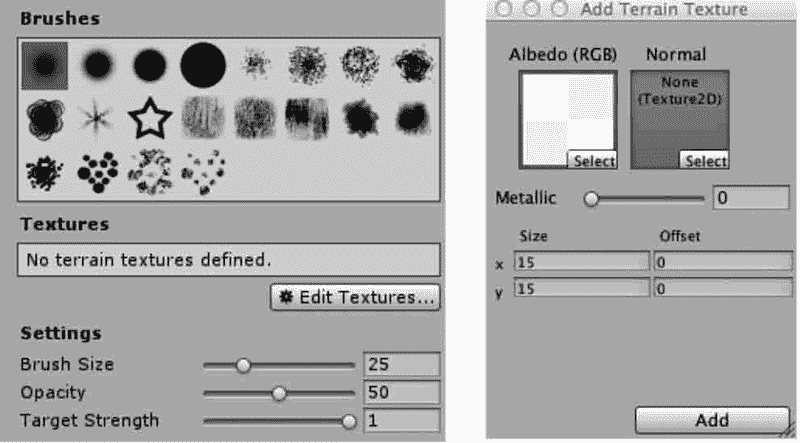 Brushes
Textures
No terrain textures defined.
Edit Textures...
Settings
Brush Size 25
Opacity 50
Target Strength 1
Add Terrain Texture
Albedo (RGB) Normal
None
(Texture2D)
Select Select
Metallic 0
Size Offset
x 15 0
y 15 0
Add